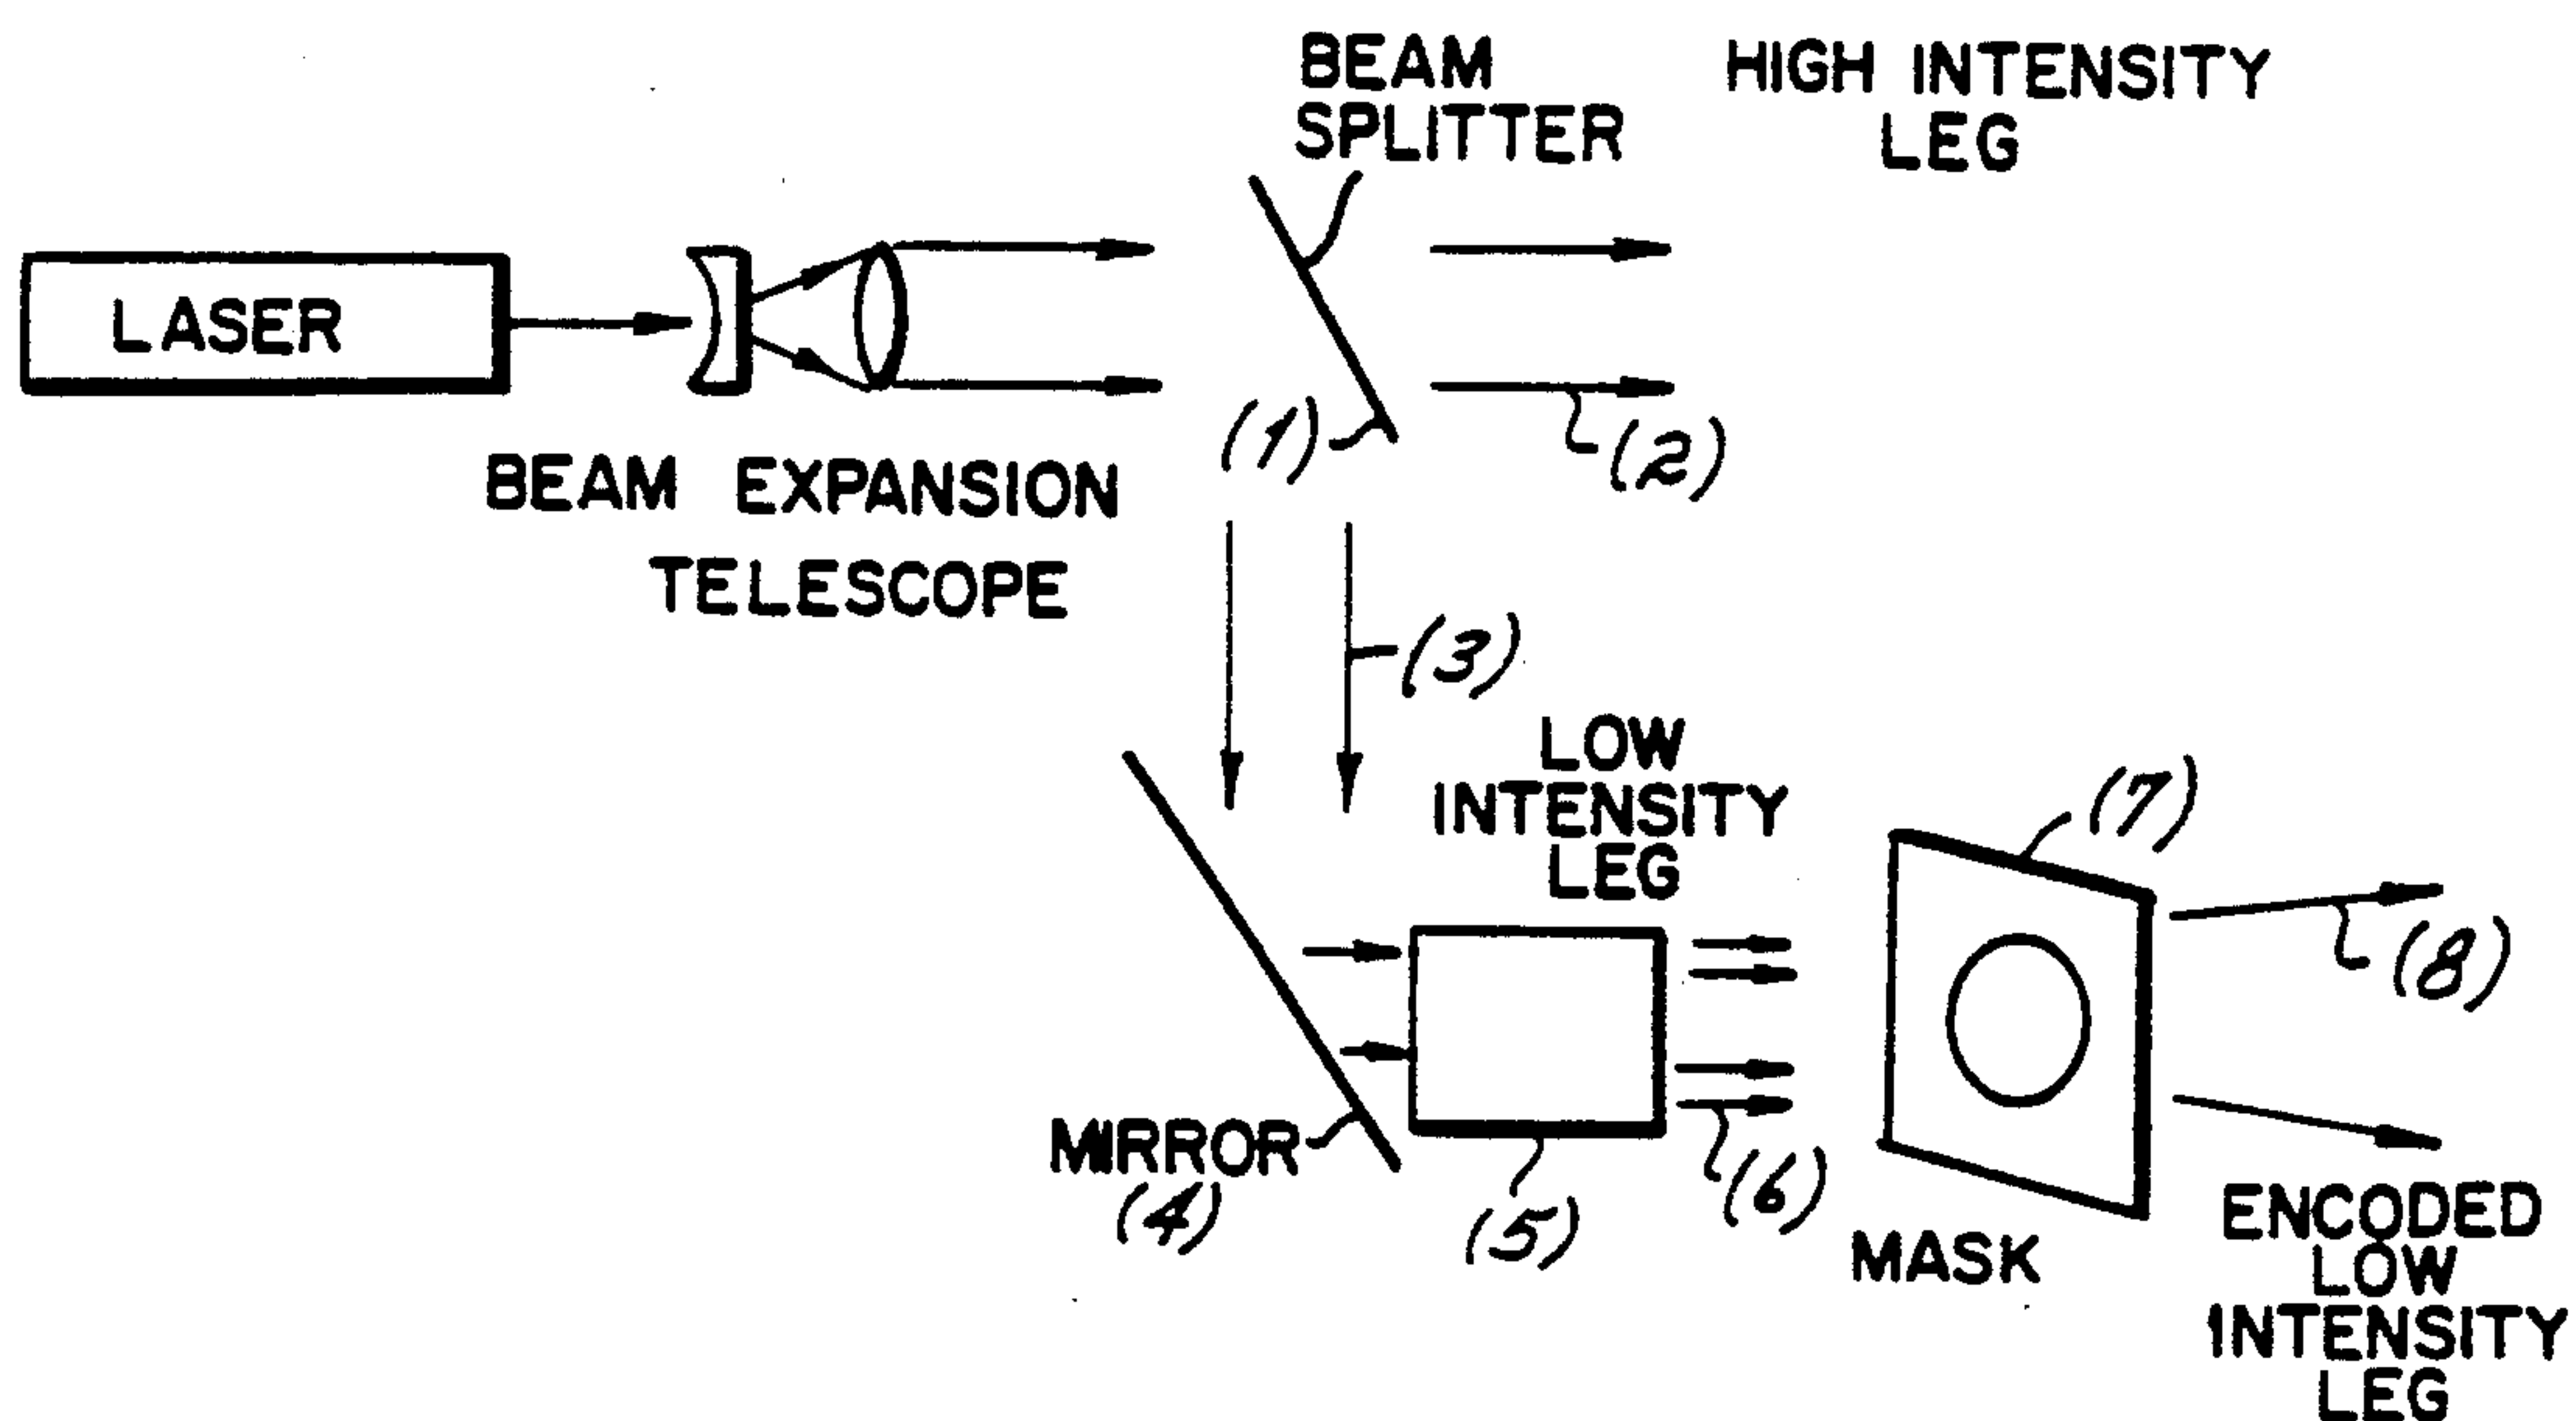 BEAM
SPLITTER
HIGH INTENSITY
LEG
LASER
(1)
(2)
BEAM EXPANSION
TELESCOPE
(3)
LOW
INTENSITY
LEG
(7)
(8)
MIRROR
(4)
(5)
(6)
MASK
ENCODED
LOW
INTENSITY
LEG